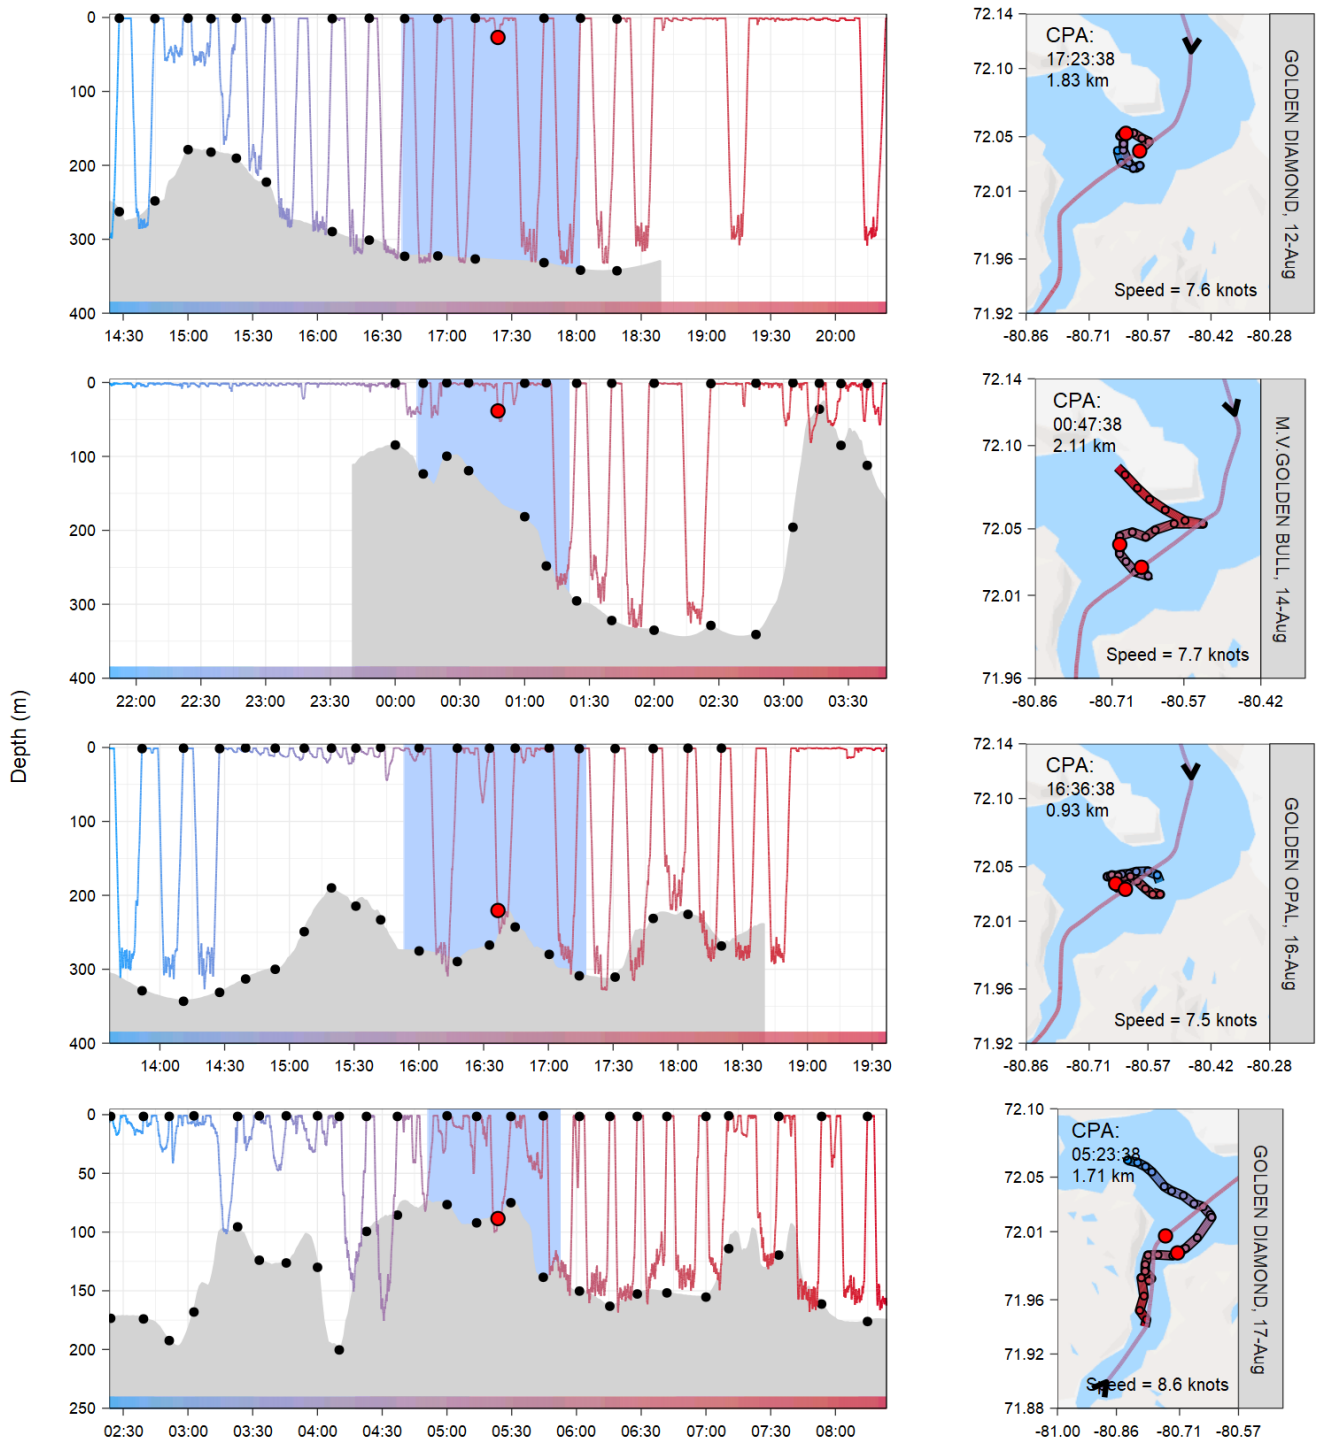 Depth (m)
0
100
200
300
400
14:30 15:00 15:30 16:00 16:30 17:00 17:30 18:00 18:30 19:00 19:30 20:00
72.14
72.10
72.05
72.01
71.96
71.92
CPA:
17:23:38
1.83 km
Speed = 7.6 knots
-80.86 -80.71 -80.57 -80.42 -80.28
GOLDEN DIAMOND, 12-Aug
0
100
200
300
400
22:00 22:30 23:00 23:30 00:00 00:30 01:00 01:30 02:00 02:30 03:00 03:30
72.14
72.10
72.05
72.01
71.96
CPA:
00:47:38
2.11 km
Speed = 7.7 knots
-80.86 -80.71 -80.57 -80.42
M.V.GOLDEN BULL, 14-Aug
0
100
200
300
400
14:00 14:30 15:00 15:30 16:00 16:30 17:00 17:30 18:00 18:30 19:00 19:30
72.14
72.10
72.05
72.01
71.96
71.92
CPA:
16:36:38
0.93 km
Speed = 7.5 knots
-80.86 -80.71 -80.57 -80.42 -80.28
GOLDEN OPAL, 16-Aug
0
50
100
150
200
250
02:30 03:00 03:30 04:00 04:30 05:00 05:30 06:00 06:30 07:00 07:30 08:00
72.10
72.05
72.01
71.96
71.92
71.88
CPA:
05:23:38
1.71 km
Speed = 8.6 knots
-81.00 -80.86 -80.71 -80.57
GOLDEN DIAMOND, 17-Aug